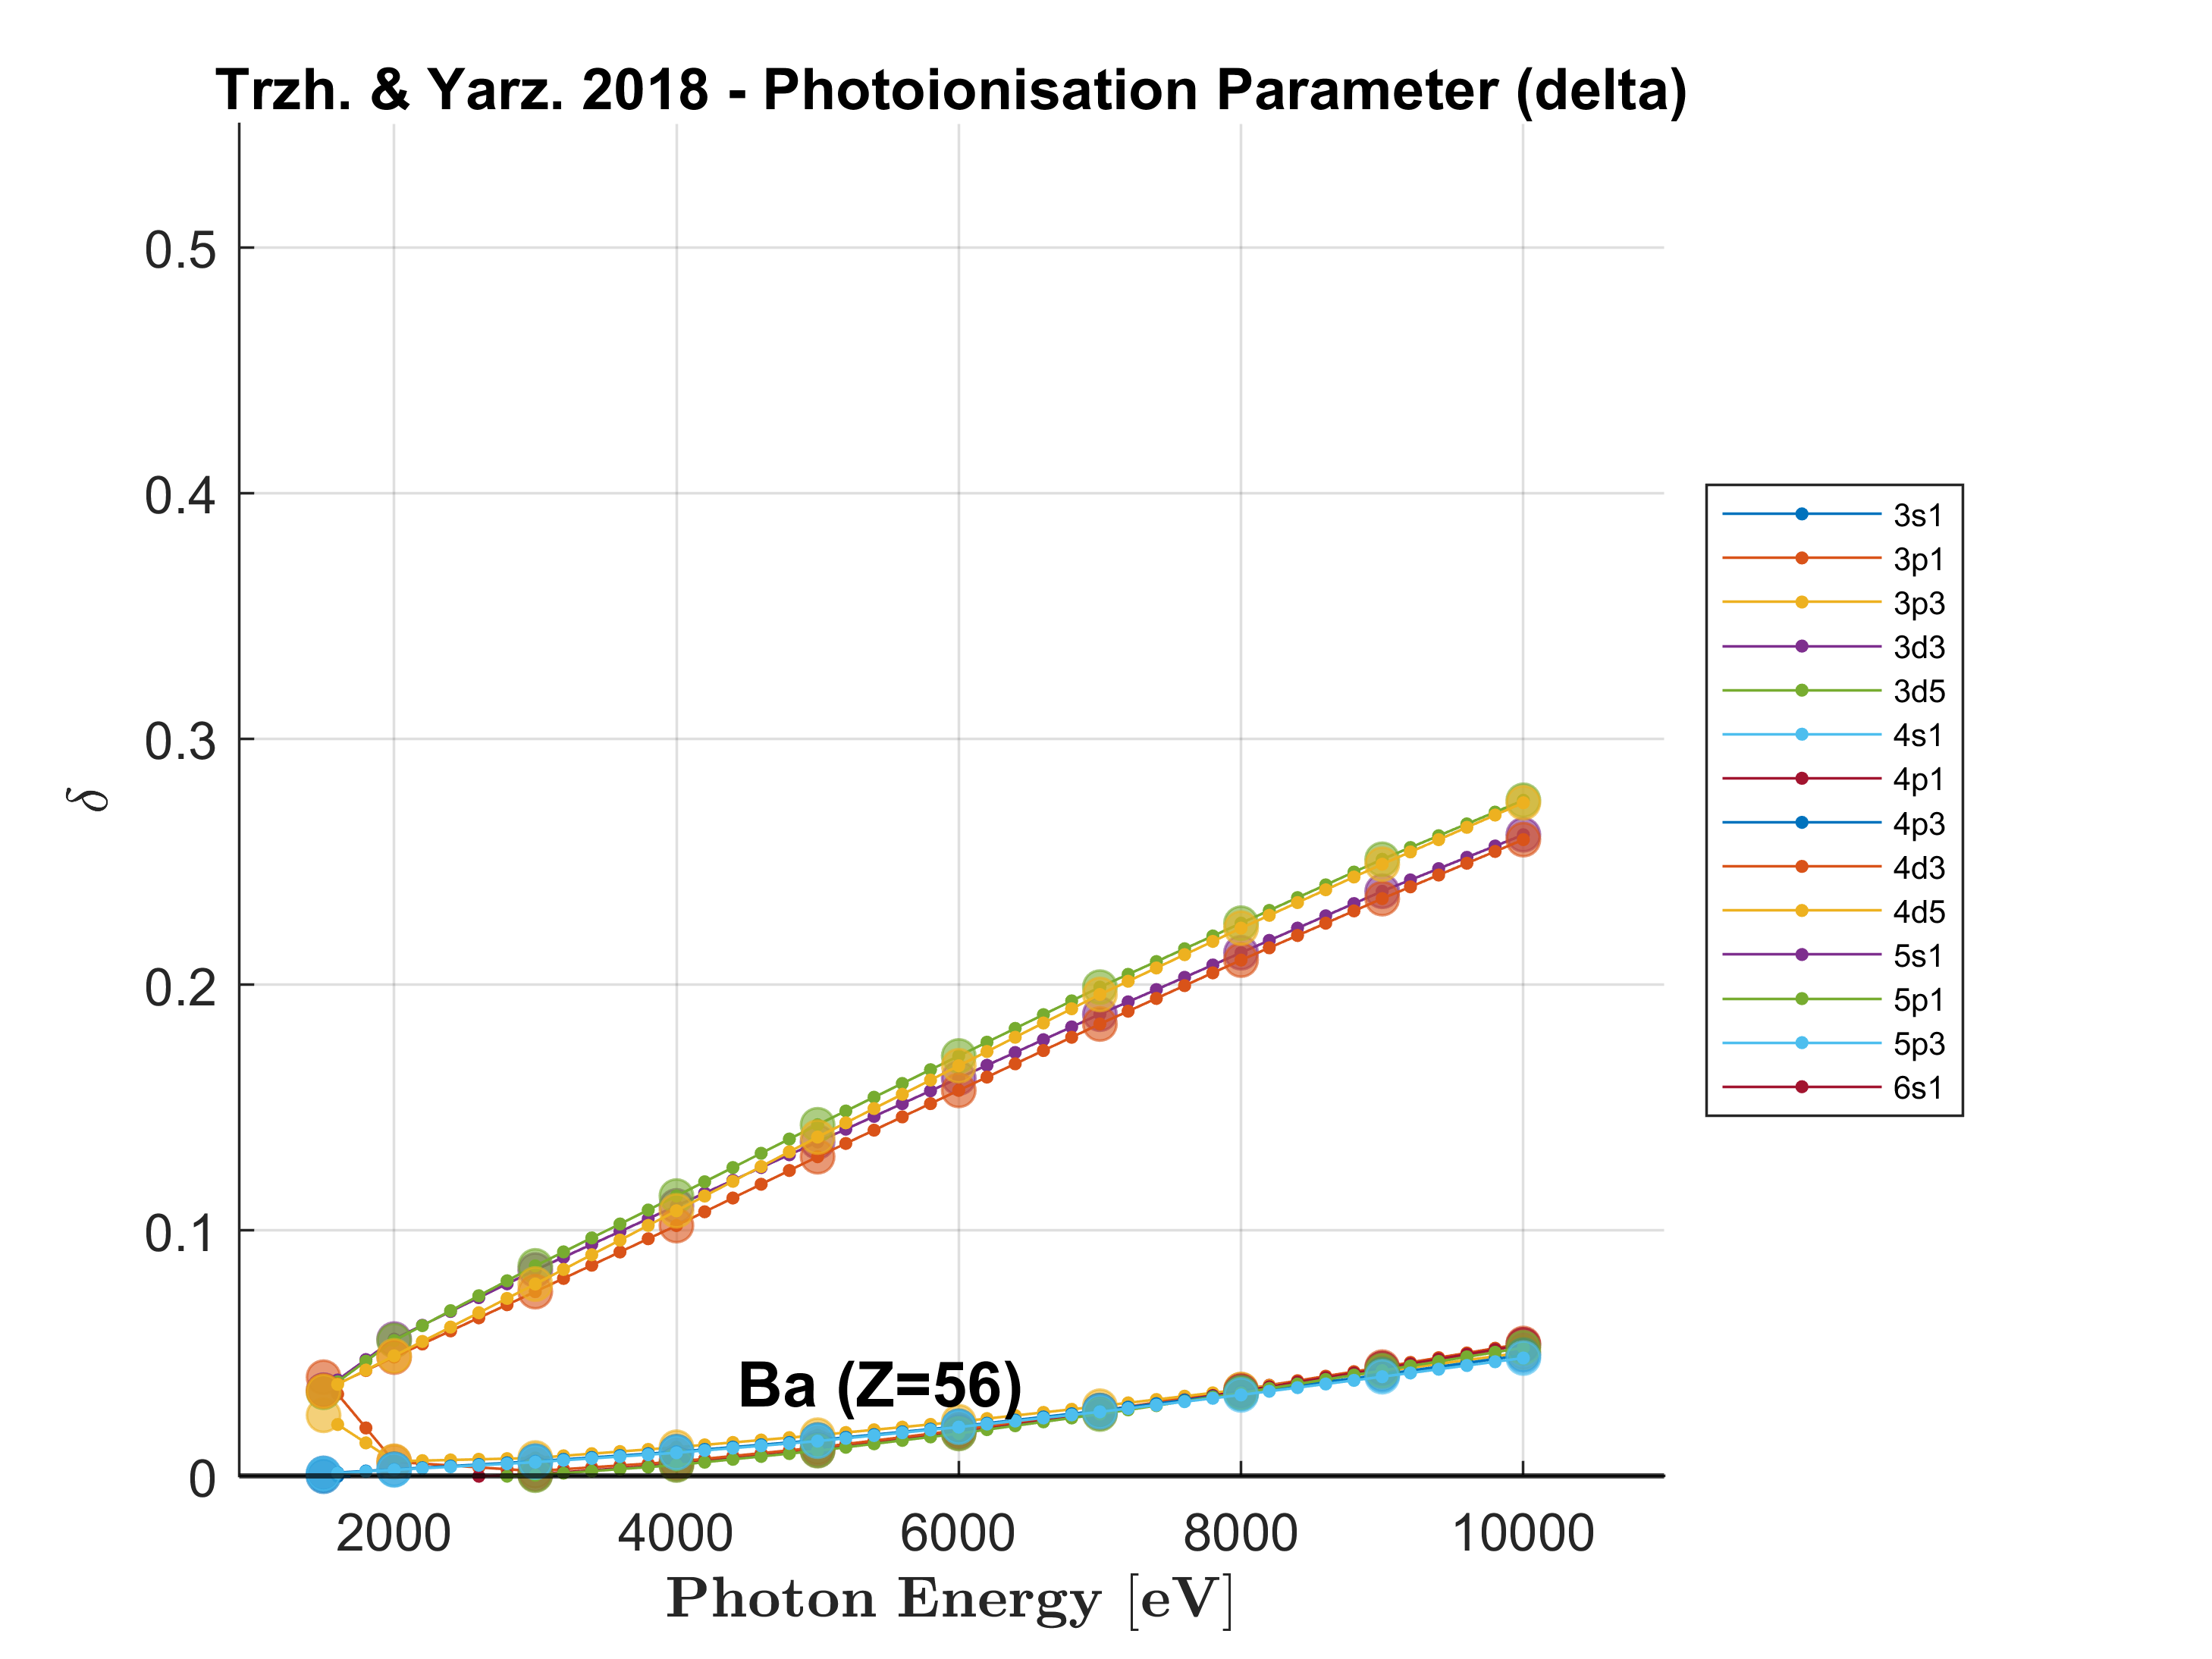 Trzh. & Yarz. 2018 - Photoionisation Parameter (delta)
0.5
0.4
0.3
0.2
0.1
0
δ
Ba (Z=56)
2000 4000 6000 8000 10000
Photon Energy [eV]
3s1
3p1
3p3
3d3
3d5
4s1
4p1
4p3
4d3
4d5
5s1
5p1
5p3
6s1